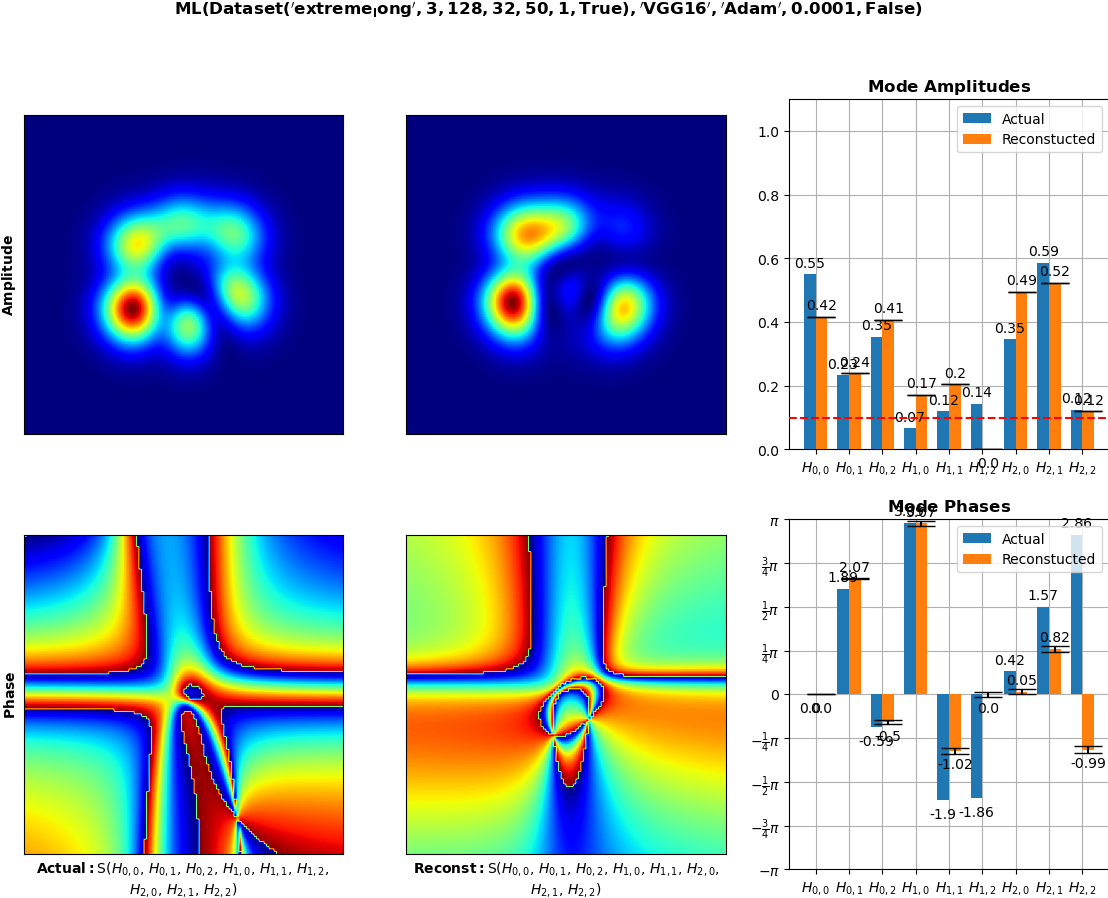 ML(Dataset('extreme_long', 3, 128, 32, 50, 1, True), 'VGG16', 'Adam', 0.0001, False)
Mode Amplitudes
Amplitude
Actual
Reconstucted
1.0
0.8
0.6
0.4
0.2
0.0
0.55
0.42
0.23
0.24
0.35
0.41
0.07
0.17
0.12
0.2
0.14
0.0
0.35
0.49
0.59
0.52
0.12
0.12
H0,0 H0,1 H0,2 H1,0 H1,1 H1,2 H2,0 H2,1 H2,2
Mode Phases
Phase
Actual
Reconstucted
π
3/4π
1/2π
1/4π
0
−1/4π
−1/2π
−3/4π
−π
0.0
0.0
1.89
2.07
-0.59
-0.5
3.07
-1.9
-1.02
-1.86
0.0
0.42
0.05
1.57
0.82
2.86
-0.99
H0,0 H0,1 H0,2 H1,0 H1,1 H1,2 H2,0 H2,1 H2,2
Actual: S(H0,0, H0,1, H0,2, H1,0, H1,1, H1,2,
H2,0, H2,1, H2,2)
Reconst: S(H0,0, H0,1, H0,2, H1,0, H1,1, H2,0,
H2,1, H2,2)